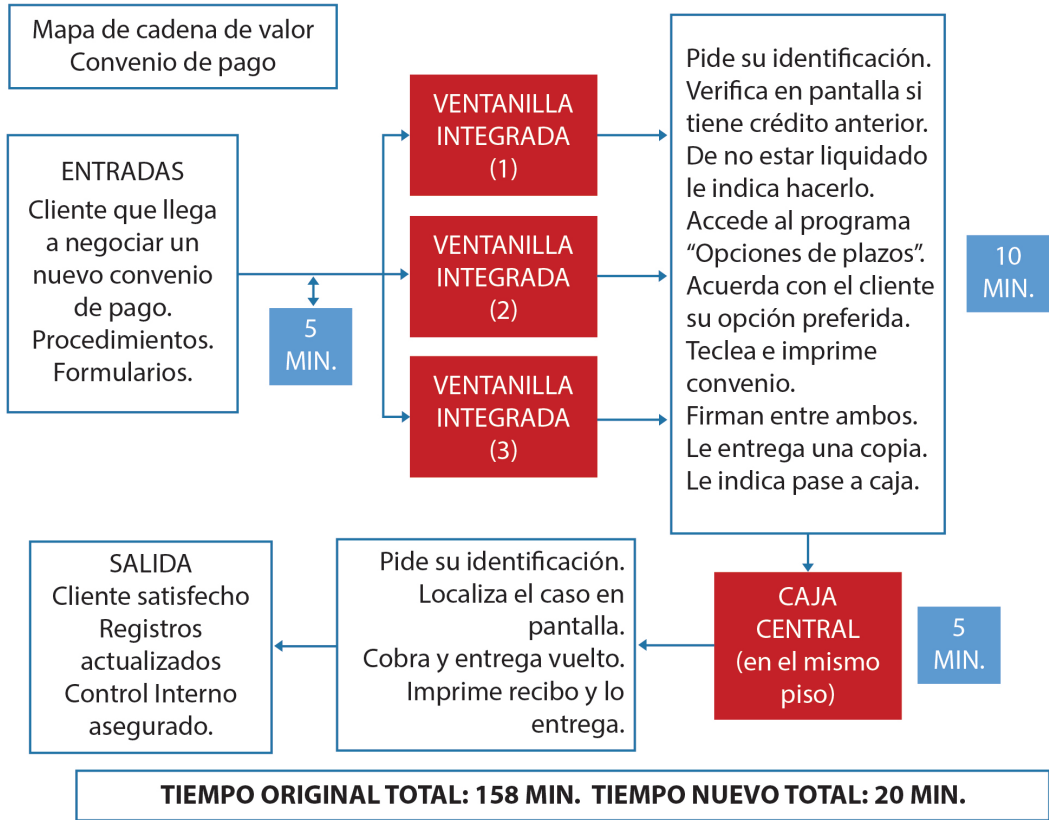 Mapa de cadena de valor
Convenio de pago
ENTRADAS
Cliente que llega
a negociar un
nuevo convenio
de pago.
Procedimientos.
Formularios.
5
MIN.
VENTANILLA
INTEGRADA
(1)
VENTANILLA
INTEGRADA
(2)
VENTANILLA
INTEGRADA
(3)
Pide su identificación.
Verifica en pantalla si
tiene crédito anterior.
De no estar liquidado
le indica hacerlo.
Accede al programa
“Opciones de plazos”.
Acuerda con el cliente
su opción preferida.
Teclea e imprime
convenio.
Firman entre ambos.
Le entrega una copia.
Le indica pase a caja.
10
MIN.
CAJA
CENTRAL
(en el mismo
piso)
5
MIN.
Pide su identificación.
Localiza el caso en
pantalla.
Cobra y entrega vuelto.
Imprime recibo y lo
entrega.
SALIDA
Cliente satisfecho
Registros
actualizados
Control Interno
asegurado.
TIEMPO ORIGINAL TOTAL: 158 MIN. TIEMPO NUEVO TOTAL: 20 MIN.